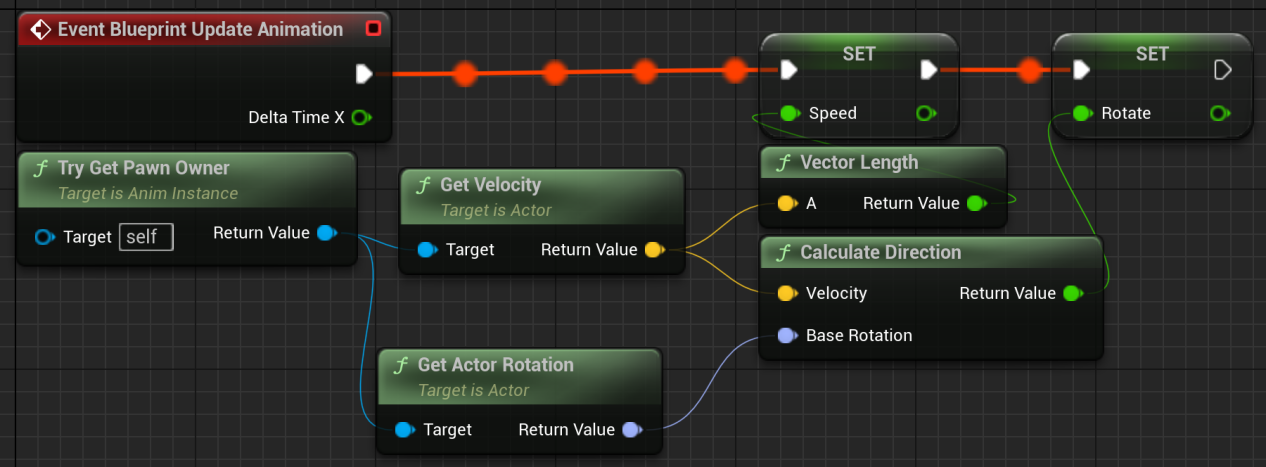 Event Blueprint Update Animation
Delta Time X
SET
Speed
SET
Rotate
f Try Get Pawn Owner
Target is Anim Instance
Target self Return Value
f Get Velocity
Target is Actor
Target Return Value
f Vector Length
A Return Value
f Calculate Direction
Velocity Return Value
Base Rotation
f Get Actor Rotation
Target is Actor
Target Return Value